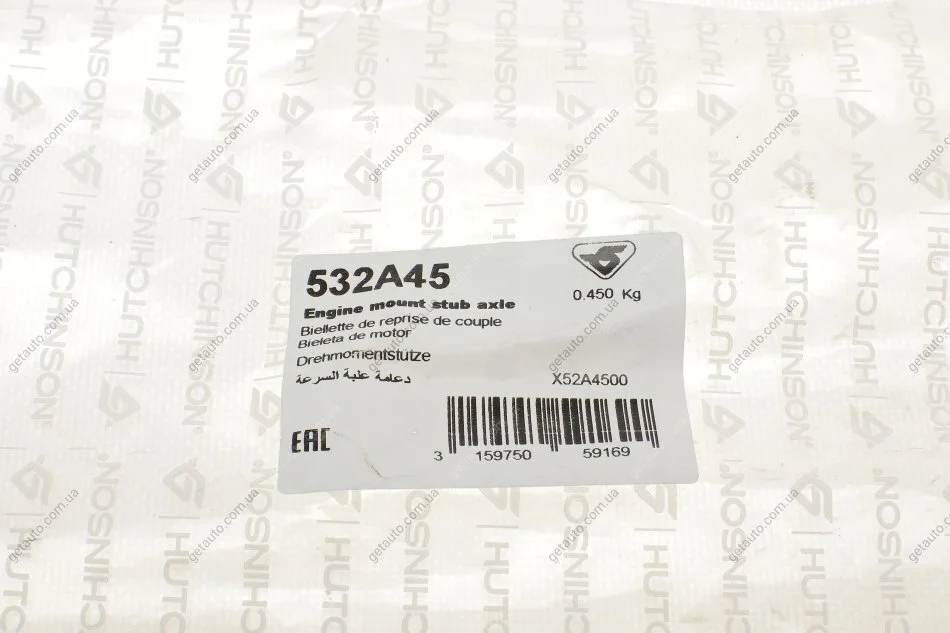 532A45
0.450 Kg
Engine mount stub axle
Biellette de reprise de couple
Bieleta de motor
Drehmomentstütze
X52A4500
دعامة علبة السرعة
EAC
3 159750 59169
HUTCHINSON®
getauto.com.ua